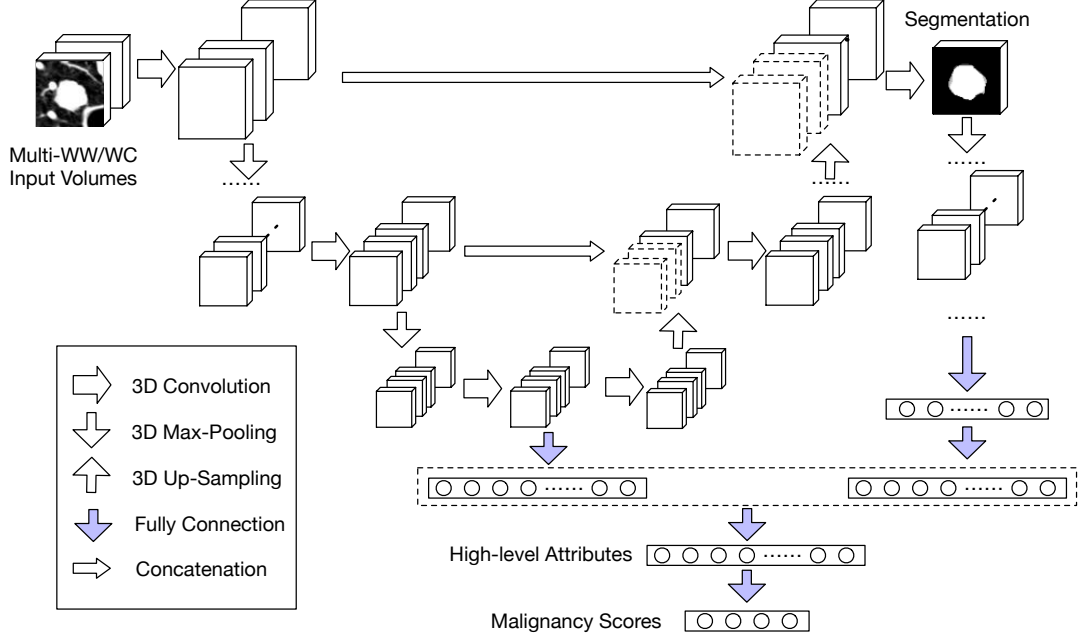 Segmentation
Multi-WW/WC
Input Volumes
3D Convolution
3D Max-Pooling
3D Up-Sampling
Fully Connection
Concatenation
High-level Attributes
Malignancy Scores